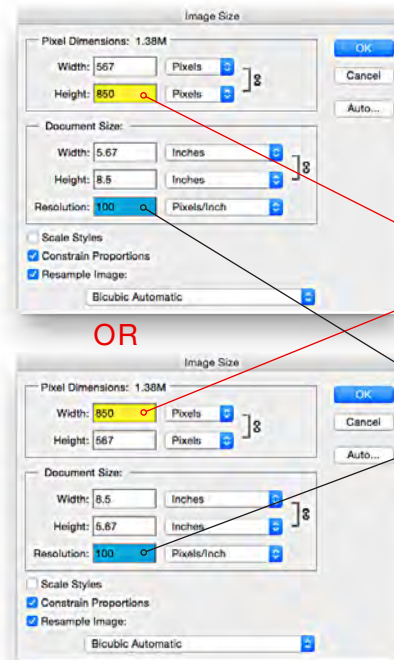 Image Size
Pixel Dimensions: 1.38M
OK
Width: 567 Pixels
Cancel
Height: 850 Pixels
Auto...
Document Size:
Width: 5.67 Inches
Height: 8.5 Inches
Resolution: 100 Pixels/Inch
Scale Styles
Constrain Proportions
Resample Image:
Bicubic Automatic
OR
Image Size
Pixel Dimensions: 1.38M
OK
Width: 850 Pixels
Cancel
Height: 567 Pixels
Auto...
Document Size:
Width: 8.5 Inches
Height: 5.67 Inches
Resolution: 100 Pixels/Inch
Scale Styles
Constrain Proportions
Resample Image:
Bicubic Automatic